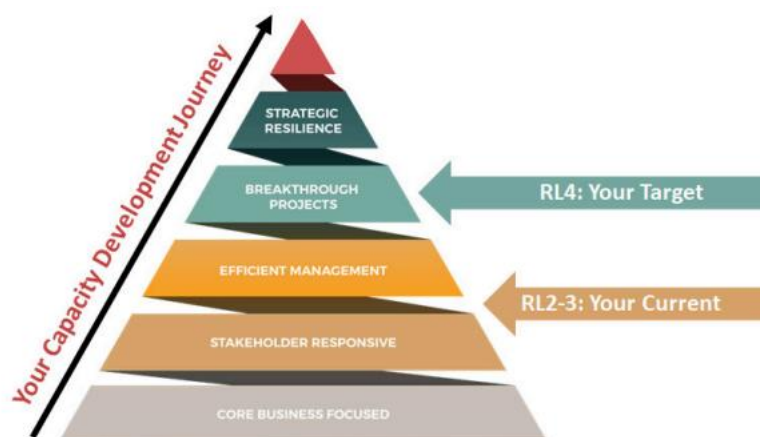 Your Capacity Development Journey
STRATEGIC
RESILIENCE
BREAKTHROUGH
PROJECTS
RL4: Your Target
EFFICIENT MANAGEMENT
RL2-3: Your Current
STAKEHOLDER RESPONSIVE
CORE BUSINESS FOCUSED